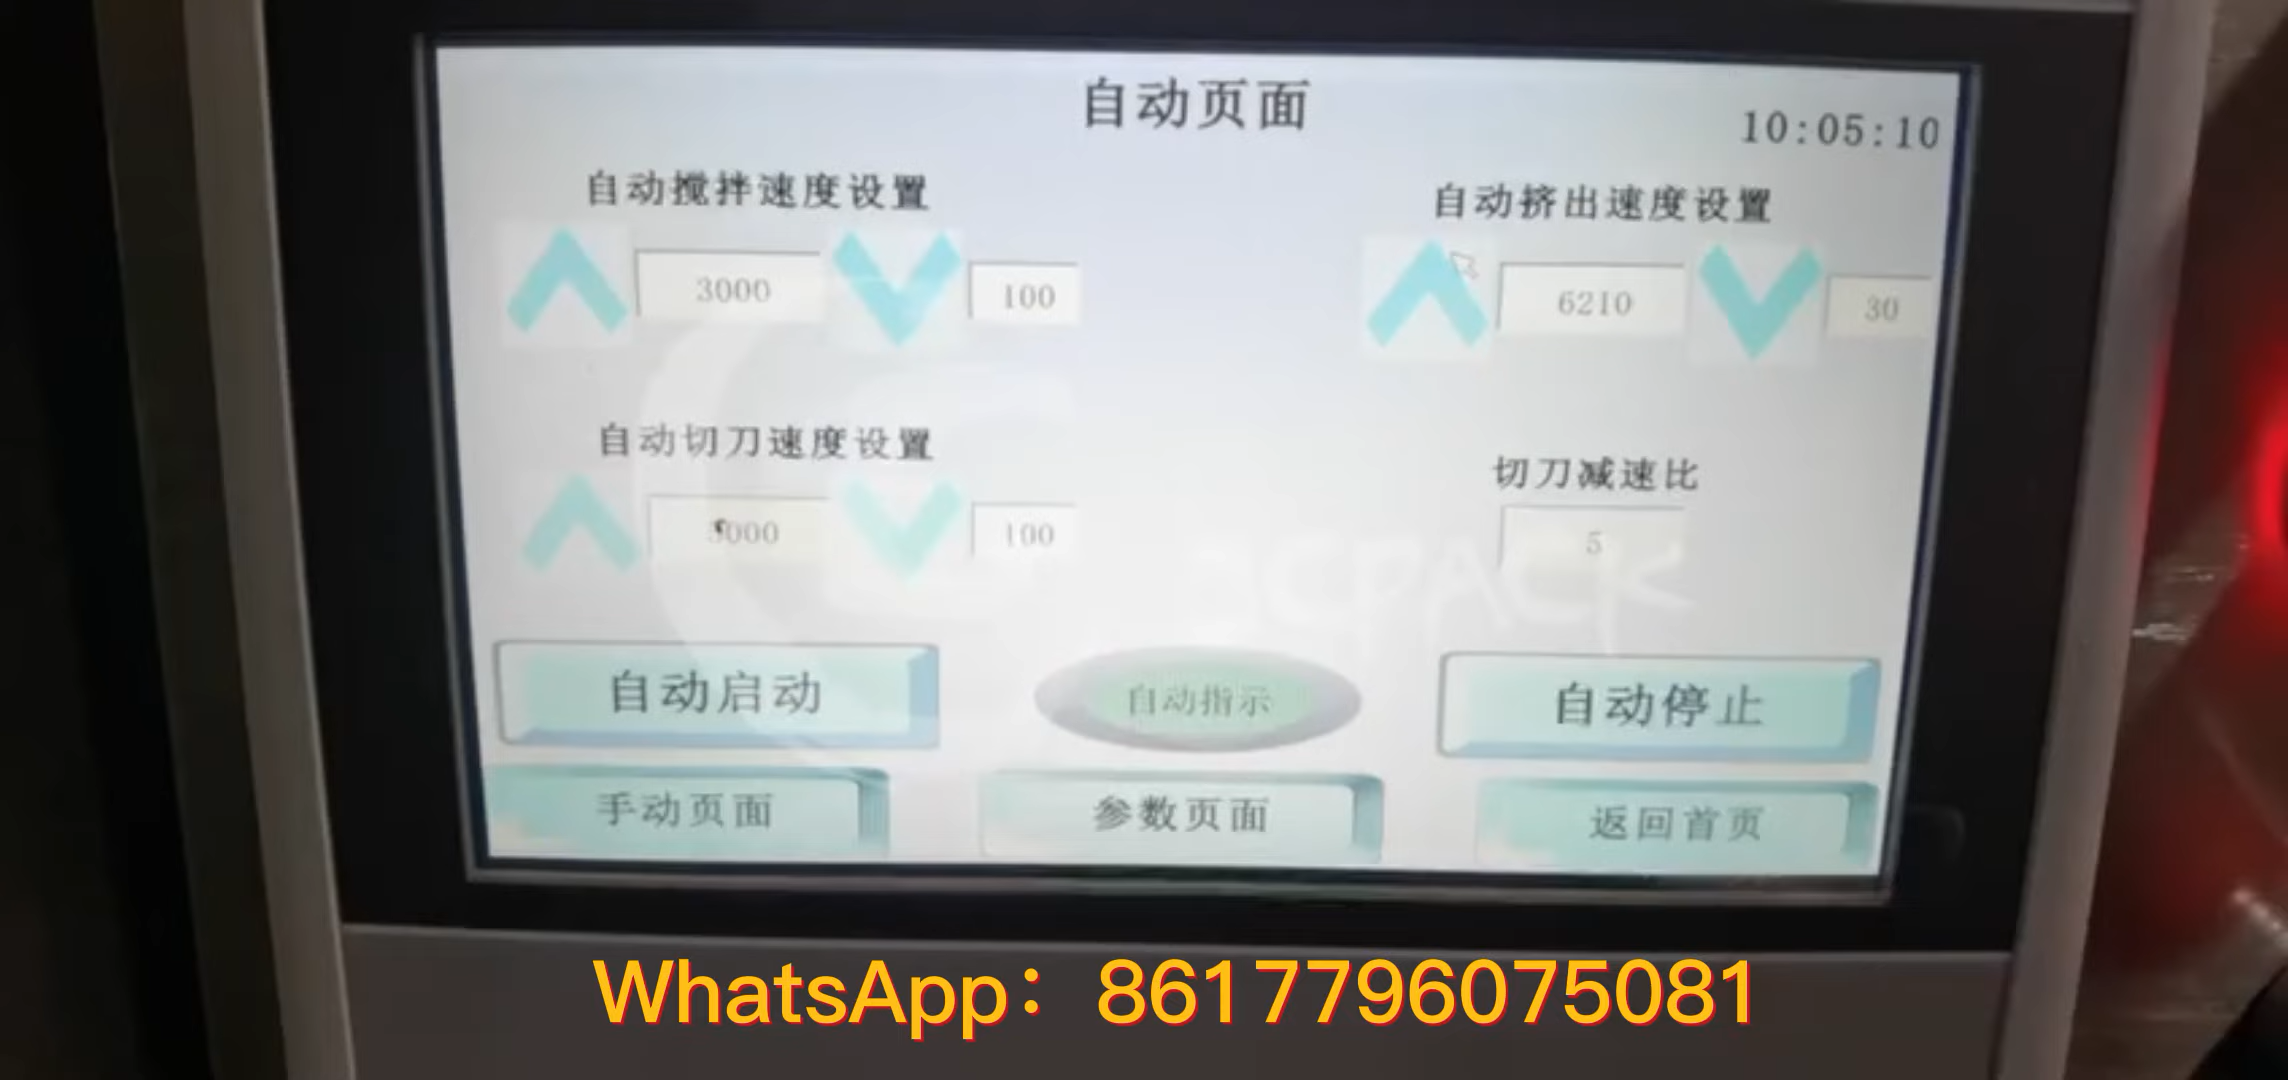 自动页面
10:05:10
自动搅拌速度设置
自动挤出速度设置
3000
100
6210
30
自动切刀速度设置
切刀减速比
100
5
自动启动
自动指示
自动停止
手动页面
参数页面
返回首页
WhatsApp：8617796075081